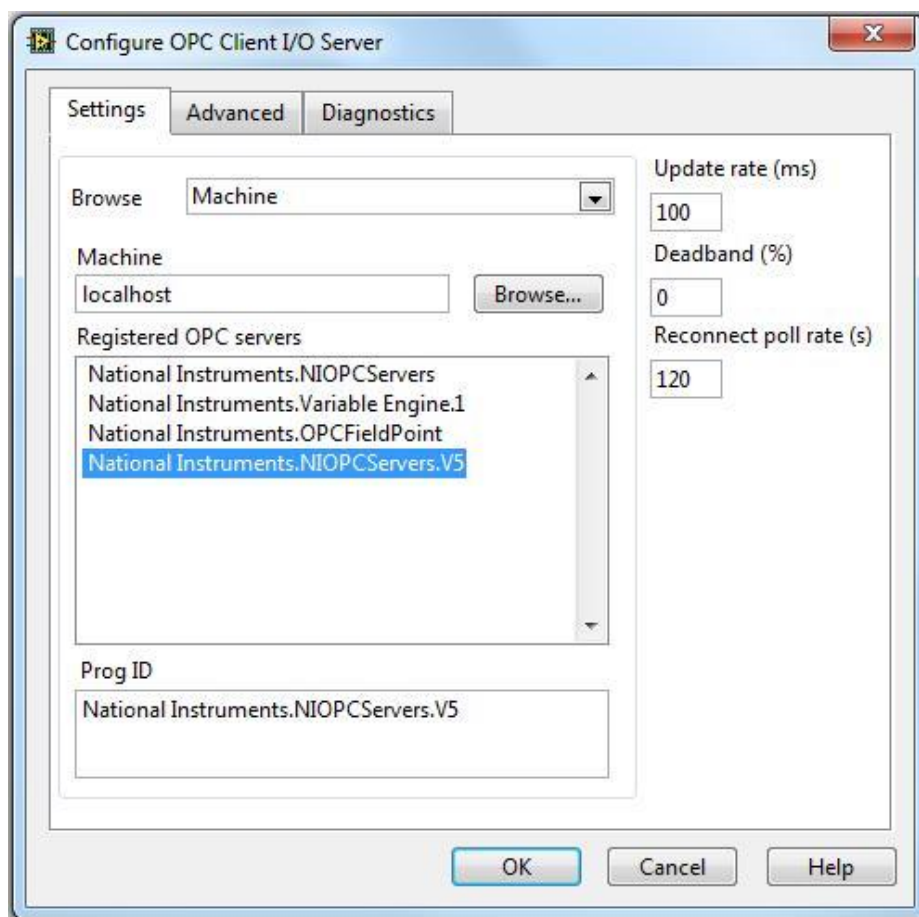 Configure OPC Client I/O Server
Settings
Advanced
Diagnostics
Browse
Machine
Machine
localhost
Browse...
Registered OPC servers
National Instruments.NIOPCServers
National Instruments.Variable Engine.1
National Instruments.OPCFieldPoint
National Instruments.NIOPCServers.V5
Prog ID
National Instruments.NIOPCServers.V5
Update rate (ms)
100
Deadband (%)
0
Reconnect poll rate (s)
120
OK
Cancel
Help